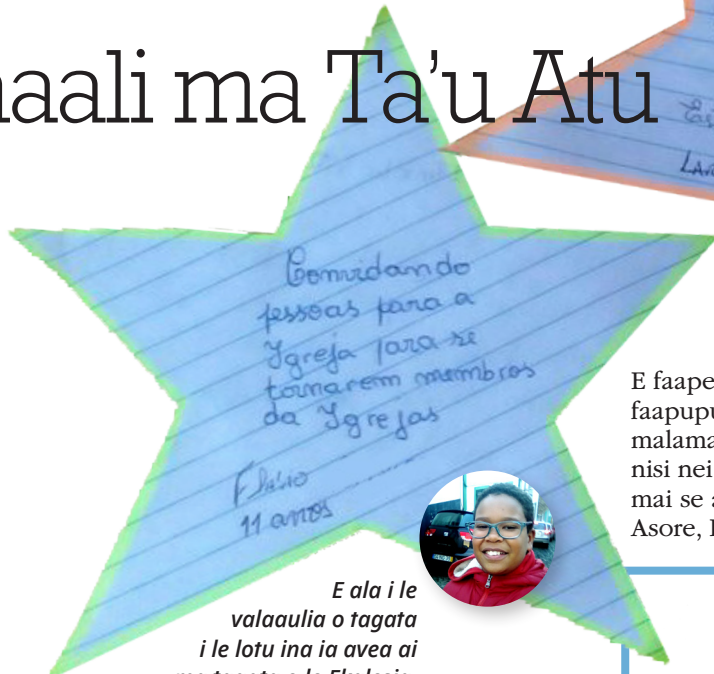 aali ma Ta'u Atu
Convidando
pessoas para a
Igreja para se
tornarem membros
da Igrejas
Flávio
11 anos
E ala i le
valaaulia o tagata
i le lotu ina ia avea ai
E faape
faapupu
malama
nisi nei
mai se a
Asore,